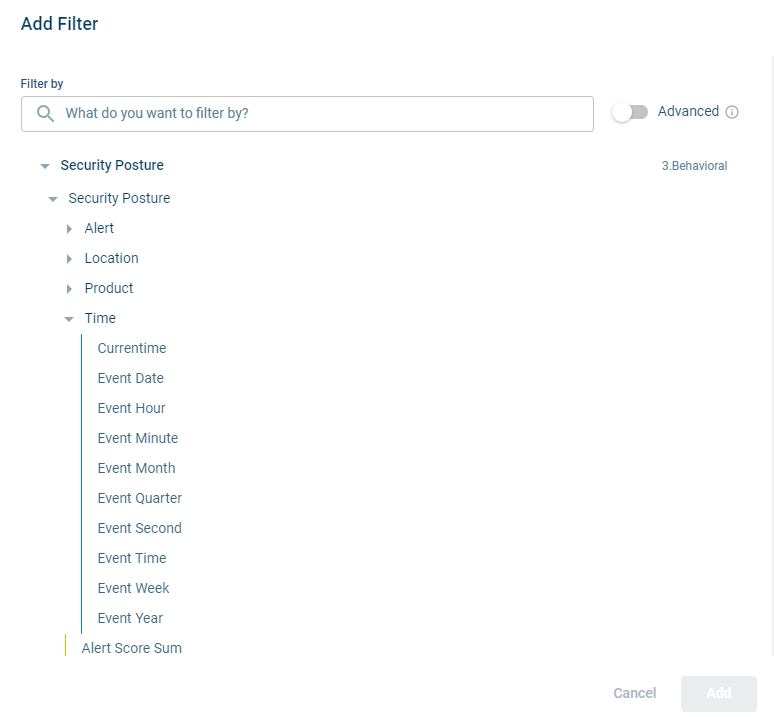 Add Filter
Filter by
What do you want to filter by?
Advanced
Security Posture 3.Behavioral
Security Posture
Alert
Location
Product
Time
Currentime
Event Date
Event Hour
Event Minute
Event Month
Event Quarter
Event Second
Event Time
Event Week
Event Year
Alert Score Sum
Cancel Add